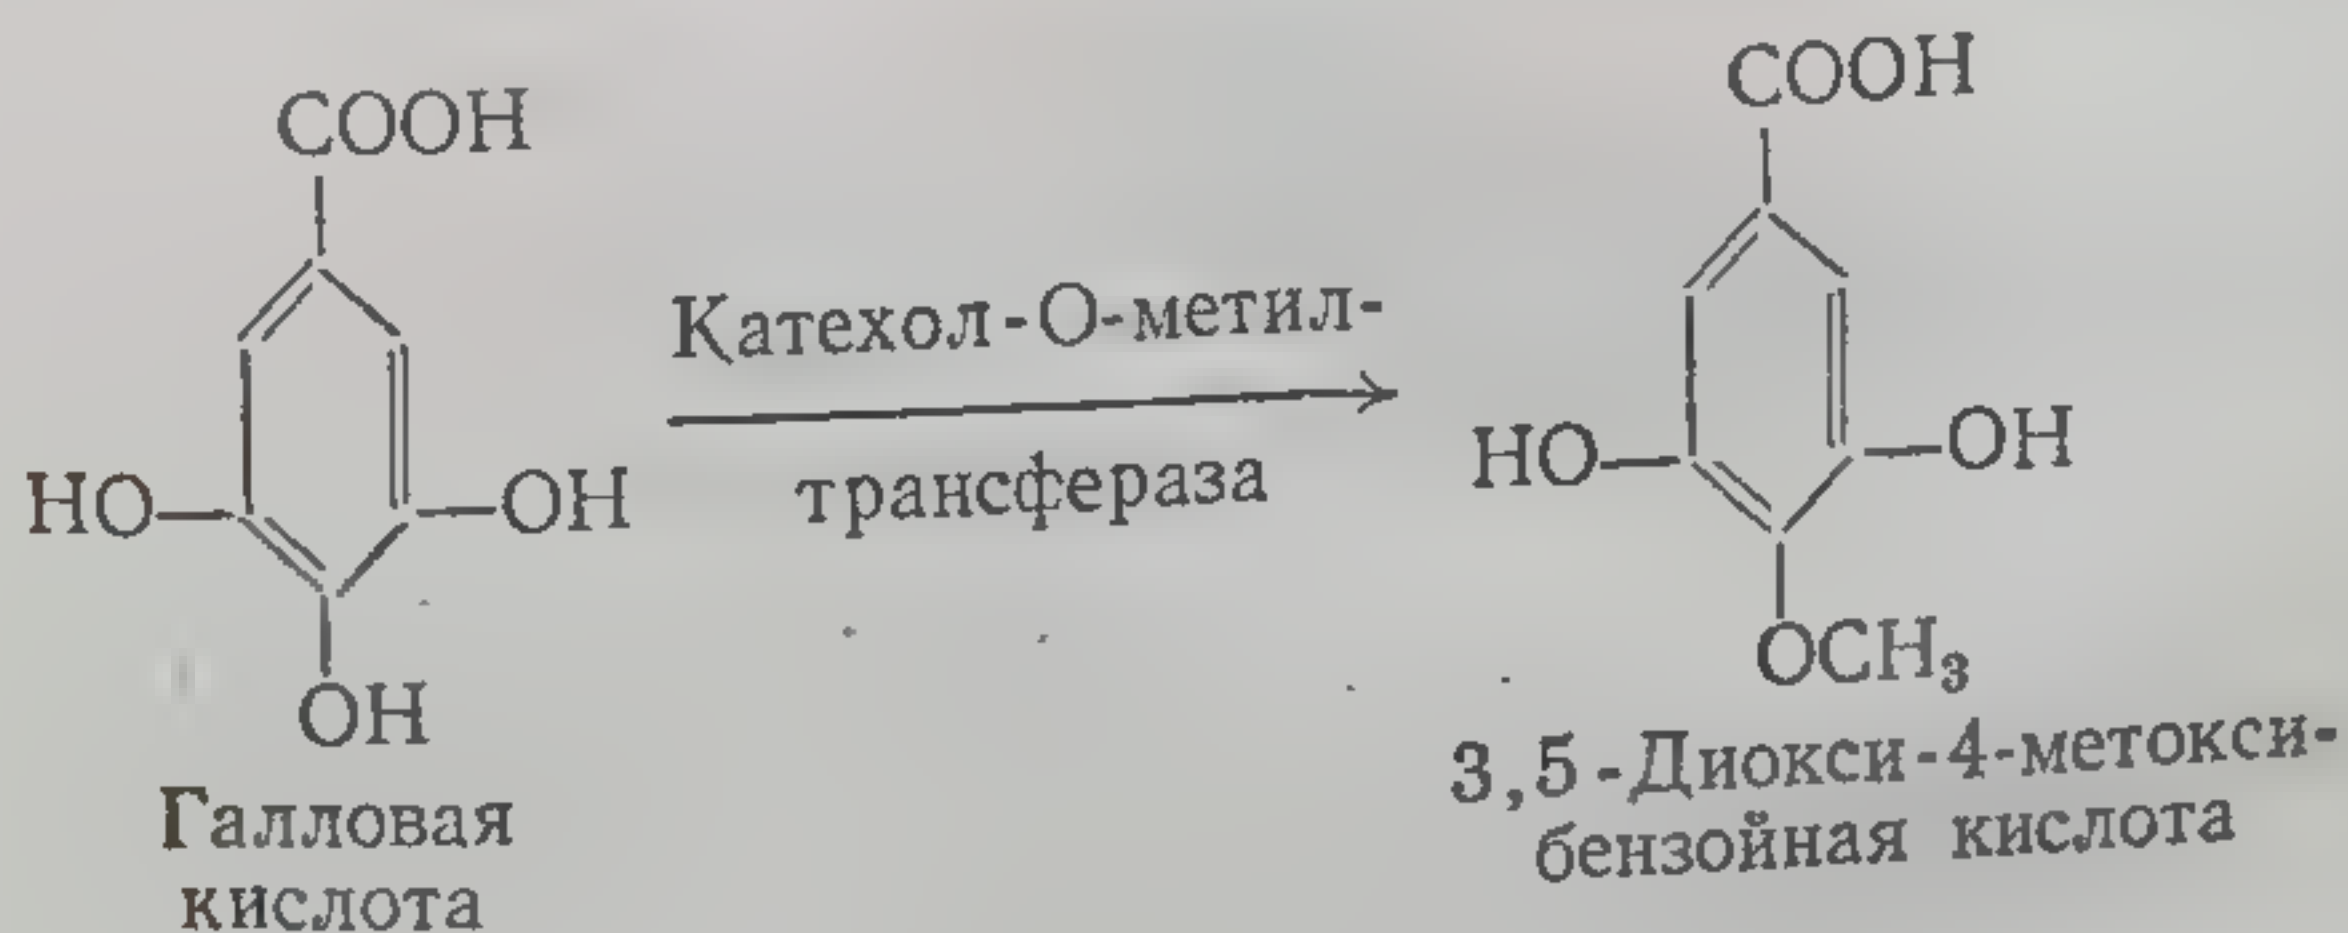 COOH
COOH
Катехол-О-метил-
HO
OH
трансфераза
HO
OH
OH
OCH₃
Галловая
кислота
3,5-Диокси-4-метокси-
бензойная кислота